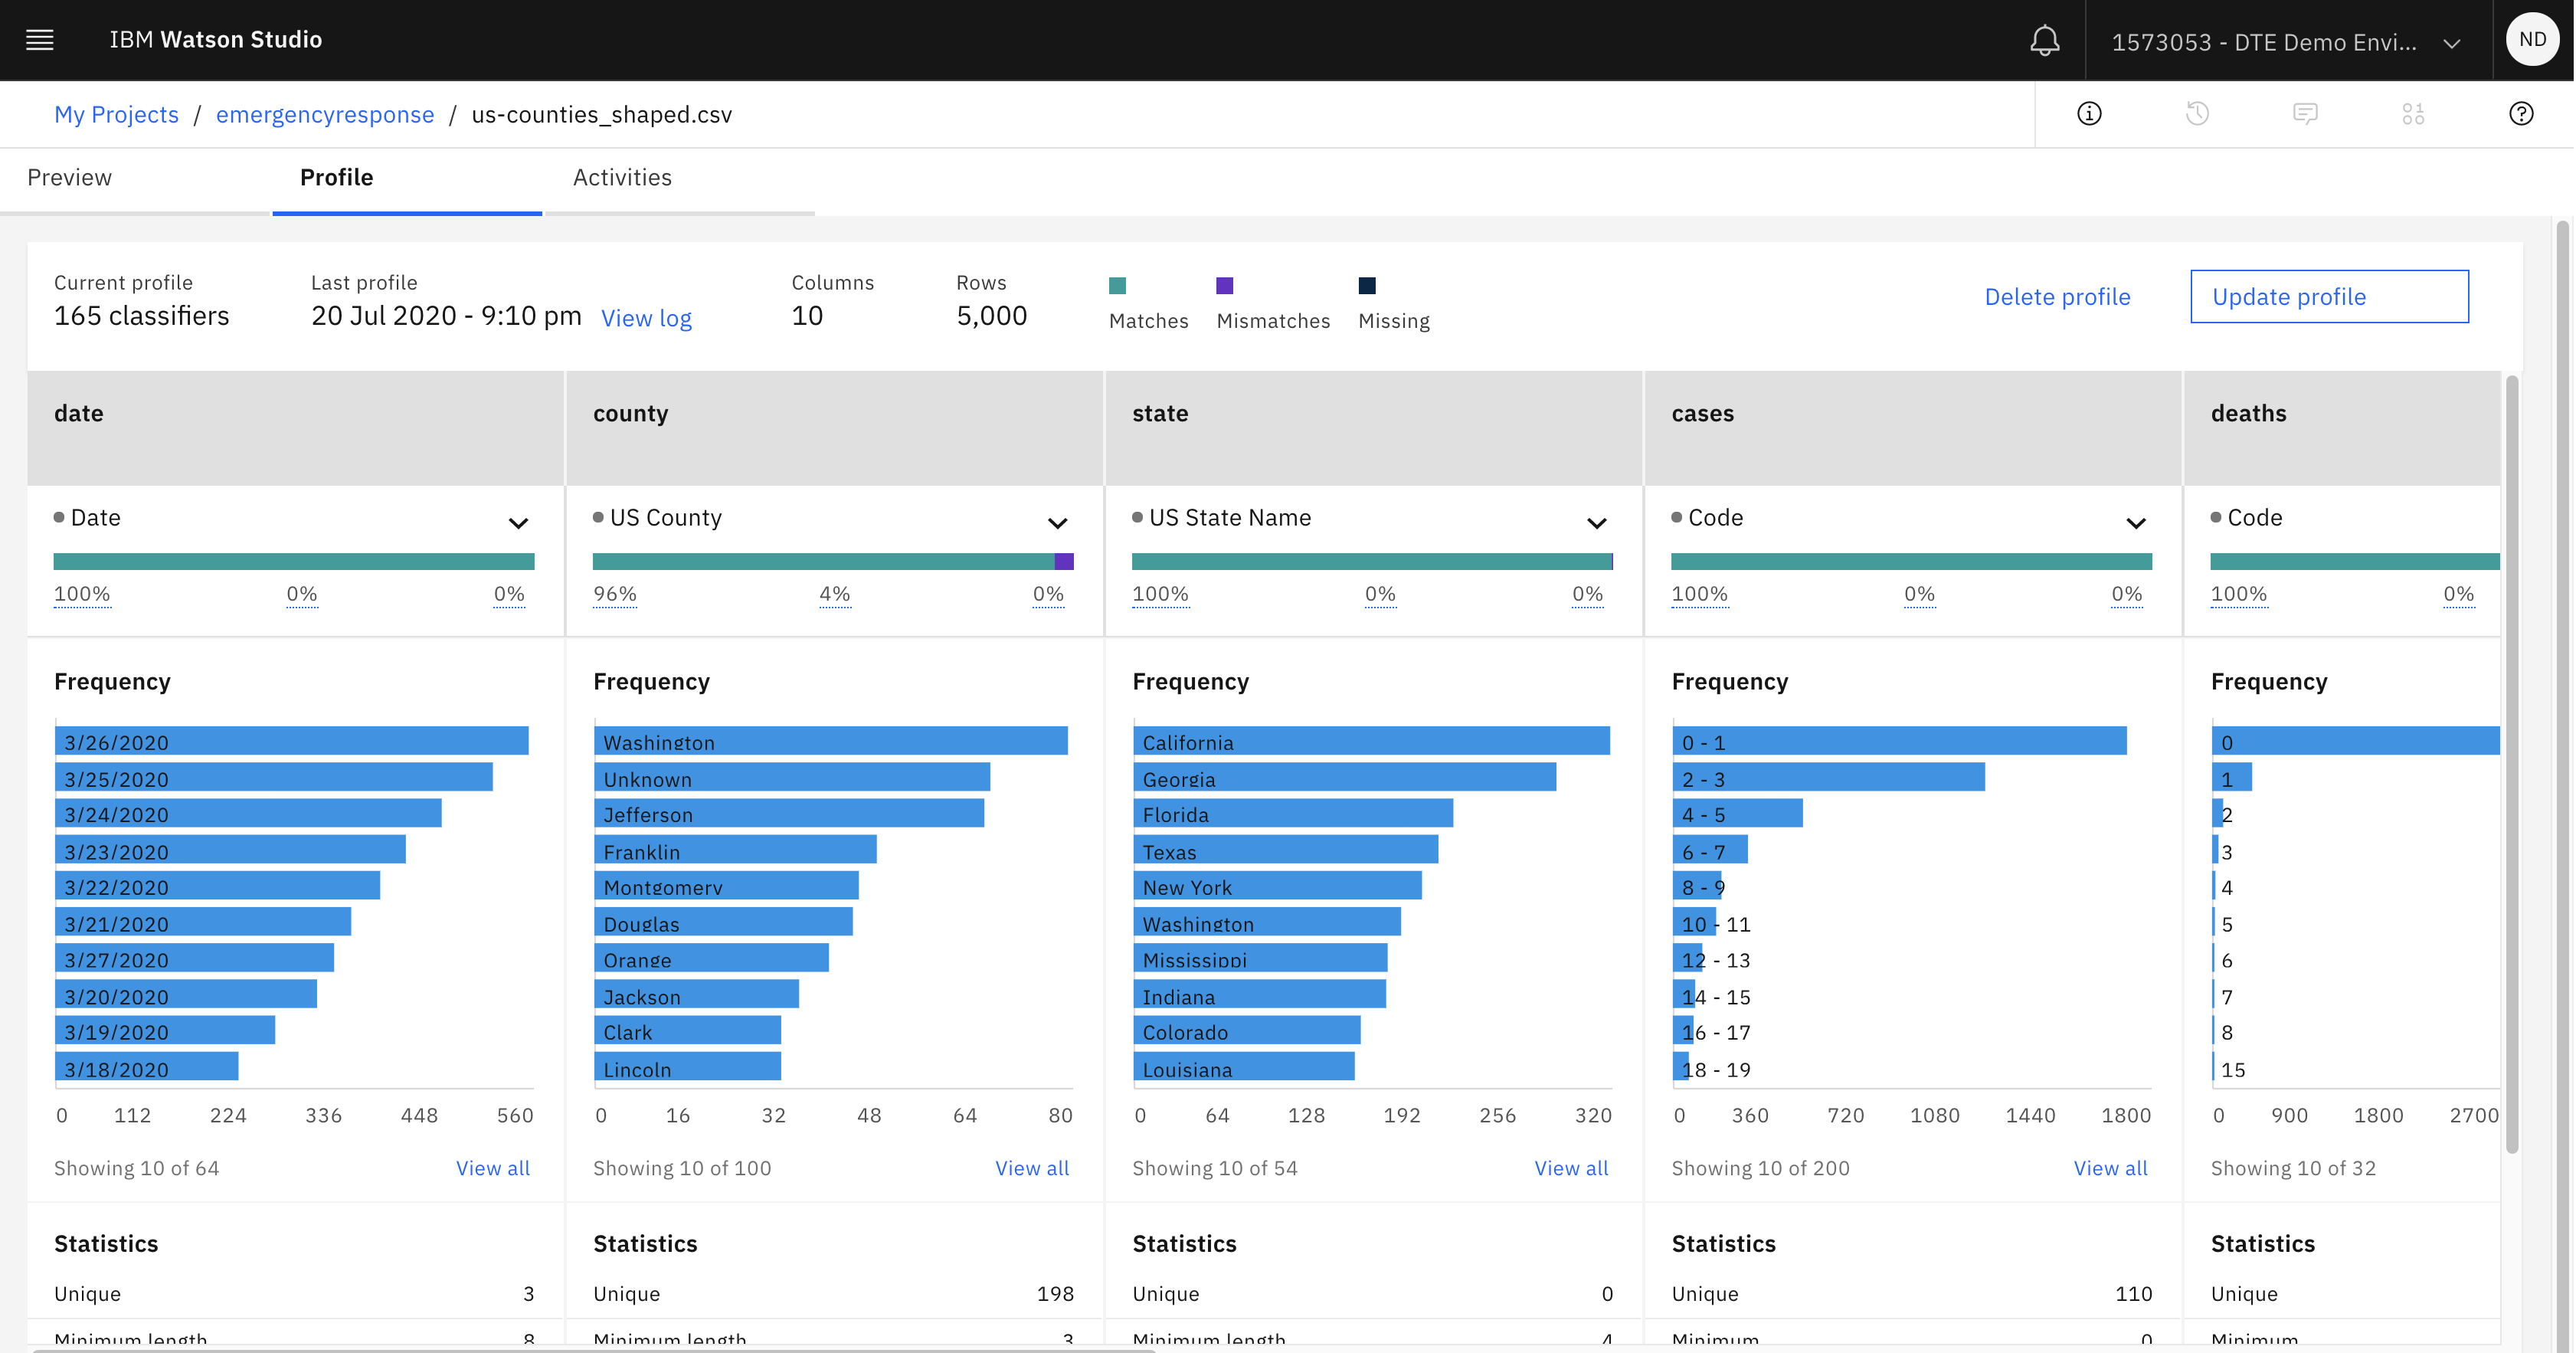 IBM Watson Studio
1573053 - DTE Demo Envi...
ND
My Projects / emergencyresponse / us-counties_shaped.csv
Preview
Profile
Activities
Current profile
165 classifiers
Last profile
20 Jul 2020 - 9:10 pm
View log
Columns
10
Rows
5,000
Matches
Mismatches
Missing
Delete profile
Update profile
date
Date
100% 0% 0%
Frequency
3/26/2020
3/25/2020
3/24/2020
3/23/2020
3/22/2020
3/21/2020
3/27/2020
3/20/2020
3/19/2020
3/18/2020
0 112 224 336 448 560
Showing 10 of 64
View all
Statistics
Unique 3
Minimum length 8
county
US County
96% 4% 0%
Frequency
Washington
Unknown
Jefferson
Franklin
Montgomery
Douglas
Orange
Jackson
Clark
Lincoln
0 16 32 48 64 80
Showing 10 of 100
View all
Statistics
Unique 198
Minimum length 3
state
US State Name
100% 0% 0%
Frequency
California
Georgia
Florida
Texas
New York
Washington
Mississippi
Indiana
Colorado
Louisiana
0 64 128 192 256 320
Showing 10 of 54
View all
Statistics
Unique 0
Minimum length 4
cases
Code
100% 0% 0%
Frequency
0 - 1
2 - 3
4 - 5
6 - 7
8 - 9
10 - 11
12 - 13
14 - 15
16 - 17
18 - 19
0 360 720 1080 1440 1800
Showing 10 of 200
View all
Statistics
Unique 110
Minimum 0
deaths
Code
100% 0%
Frequency
0
1
2
3
4
5
6
7
8
15
0 900 1800 2700
Showing 10 of 32
Statistics
Unique
Minimum